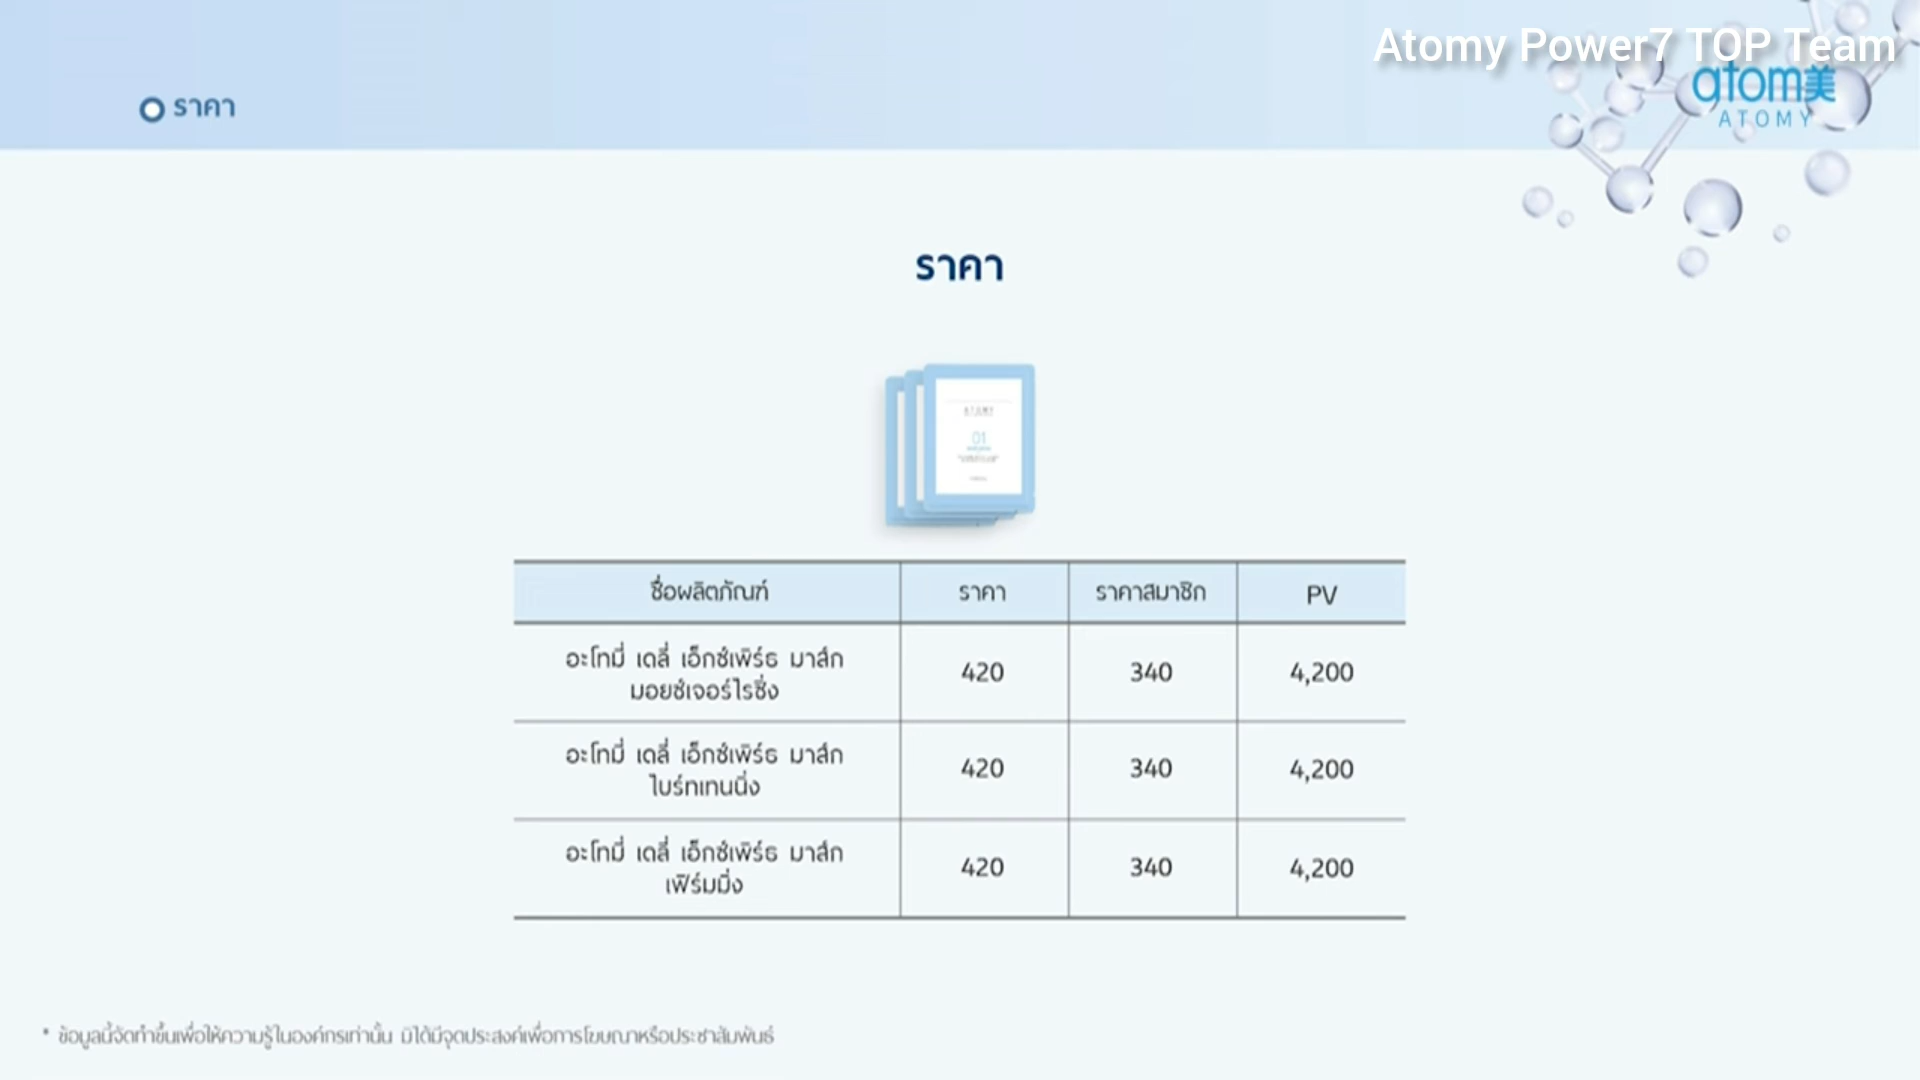 Atomy Power7 TOP Team
atom美
ATOMY
ราคา
ราคา
ATOMY
01
ชื่อผลิตภัณฑ์ ราคา ราคาสมาชิก PV
อะโทมี่ เดลี่ เอ็กซ์เพิร์ธ มาส์ก
มอยซ์เจอร์ไรซิ่ง
420 340 4,200
อะโทมี่ เดลี่ เอ็กซ์เพิร์ธ มาส์ก
ไบร์ทเทนนิ่ง
420 340 4,200
อะโทมี่ เดลี่ เอ็กซ์เพิร์ธ มาส์ก
เฟิร์มมิ่ง
420 340 4,200
* ข้อมูลนี้จัดทำขึ้นเพื่อให้ความรู้ในองค์กรเท่านั้น มิได้มีจุดประสงค์เพื่อการโฆษณาหรือประชาสัมพันธ์